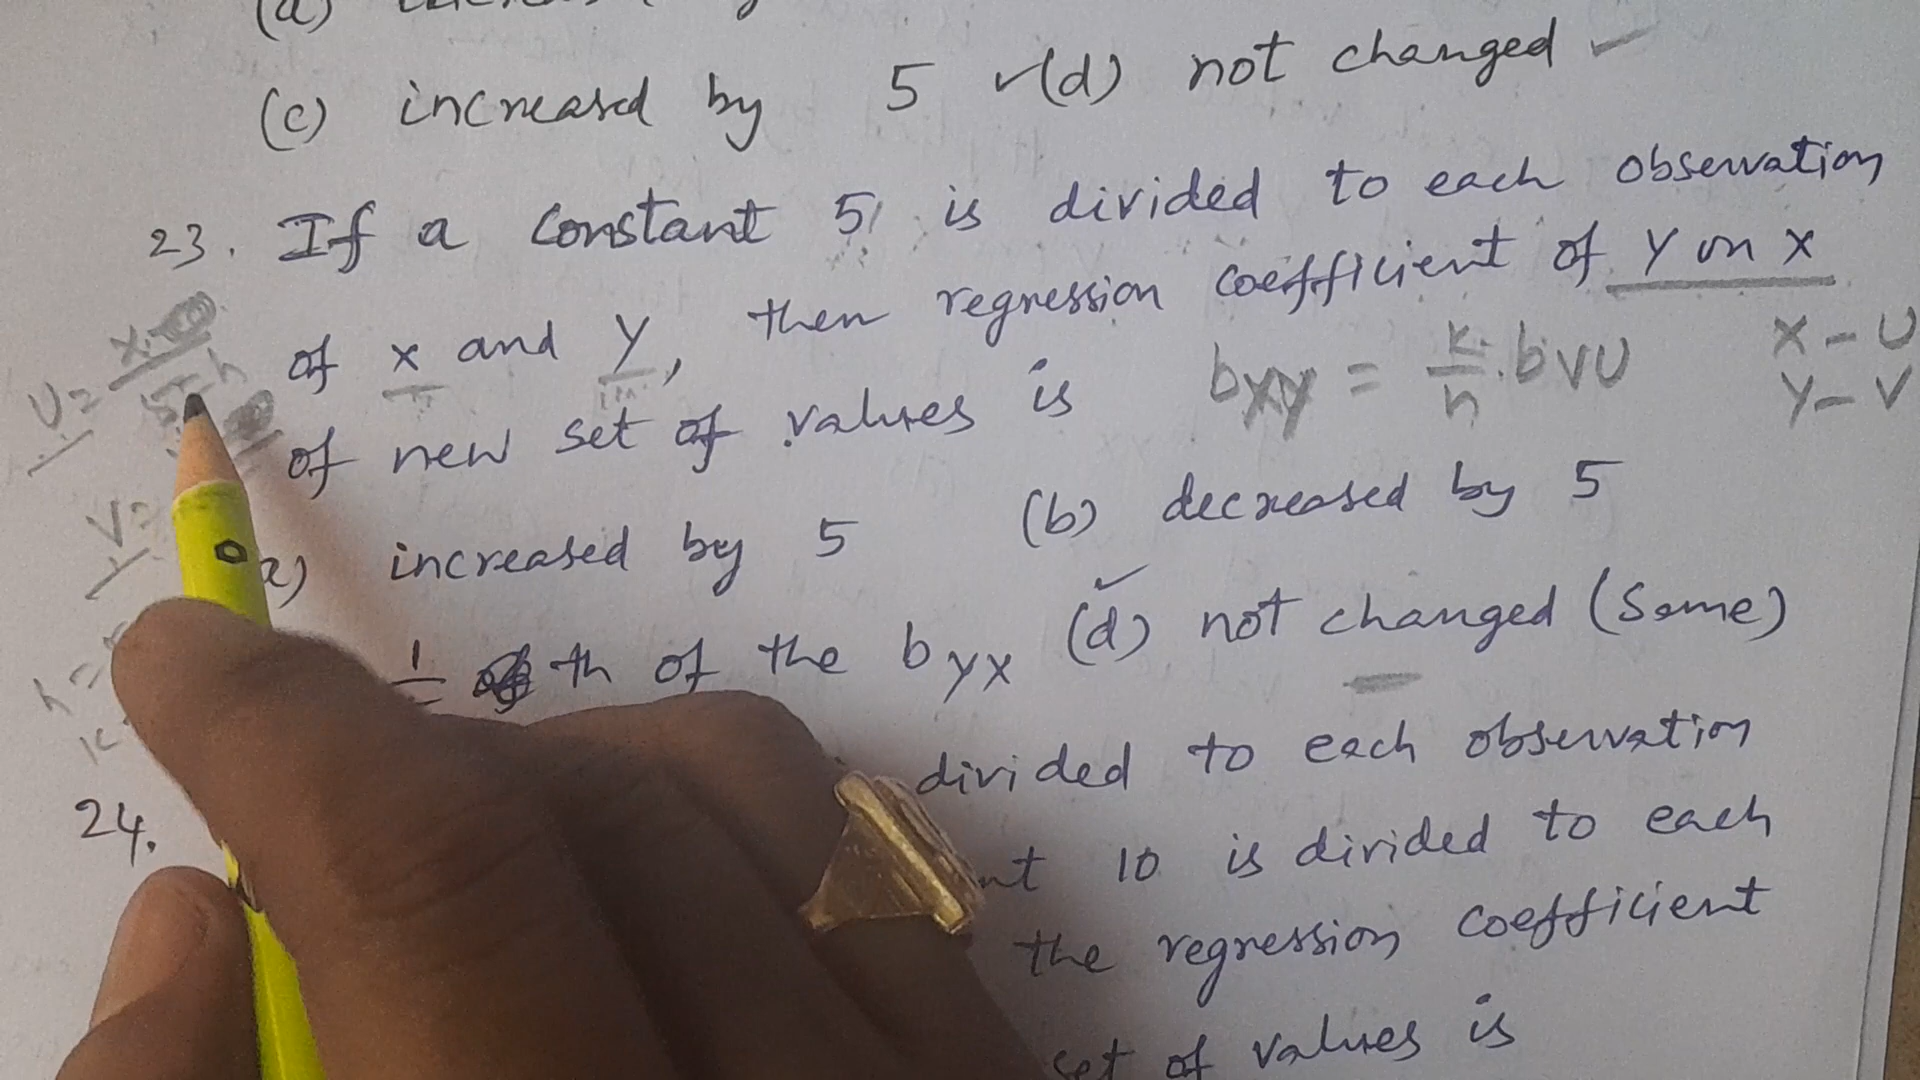 (c) increased by 5 ✓(d) not changed
23. If a constant 5 is divided to each observation
of x and y, then regression coefficient of y on x
of new set of values is
byx = k/h . bvu
X - U
Y - V
U =
V =
a) increased by 5 (b) decreased by 5
th of the byx (d) not changed (Same)
24.
divided to each observation
10 is divided to each
the regression coefficient
set of values is